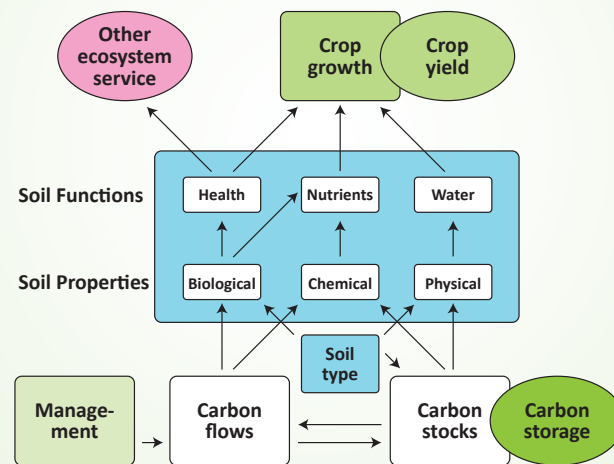 Other
ecosystem
service
Crop
growth
Crop
yield
Soil Functions
Health
Nutrients
Water
Soil Properties
Biological
Chemical
Physical
Soil
type
Manage-
ment
Carbon
flows
Carbon
stocks
Carbon
storage